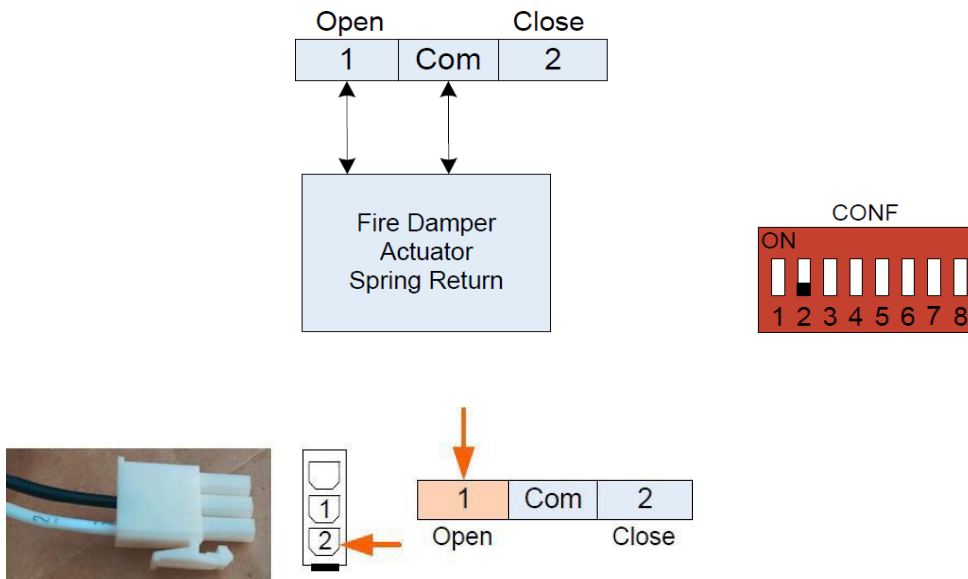 Open Close
1 Com 2
Fire Damper
Actuator
Spring Return
CONF
ON
1 2 3 4 5 6 7 8
2
1
2
1 Com 2
Open Close